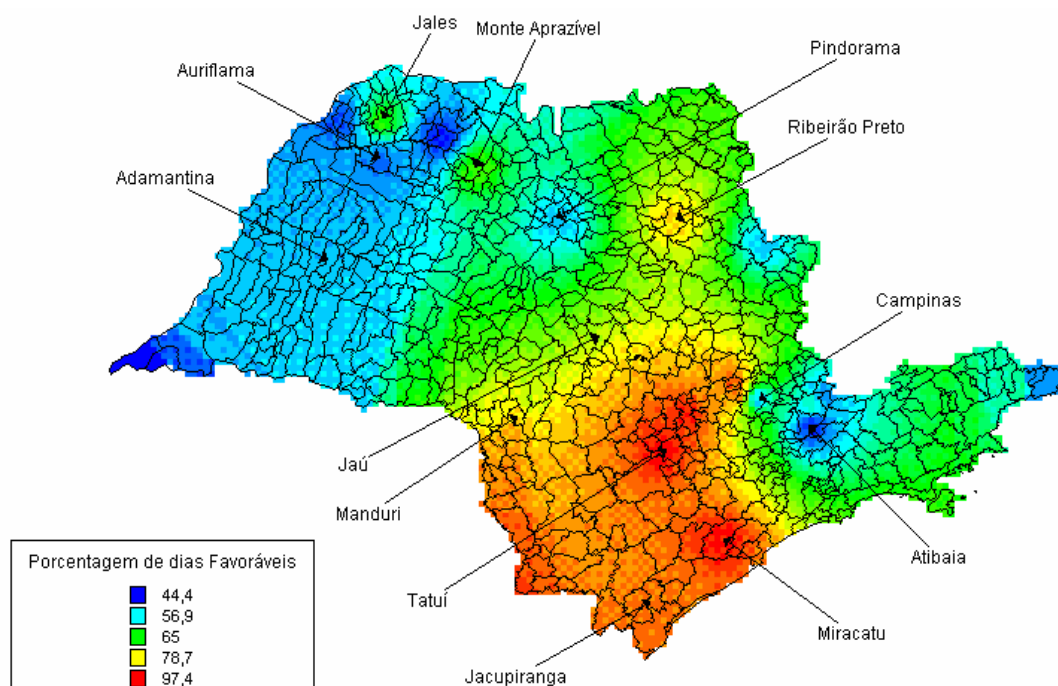 Jales
Monte Aprazível
Pindorama
Auriflama
Ribeirão Preto
Adamantina
Campinas
Jaú
Manduri
Atibaia
Tatuí
Miracatu
Jacupiranga
Porcentagem de dias Favoráveis
44,4
56,9
65
78,7
97,4